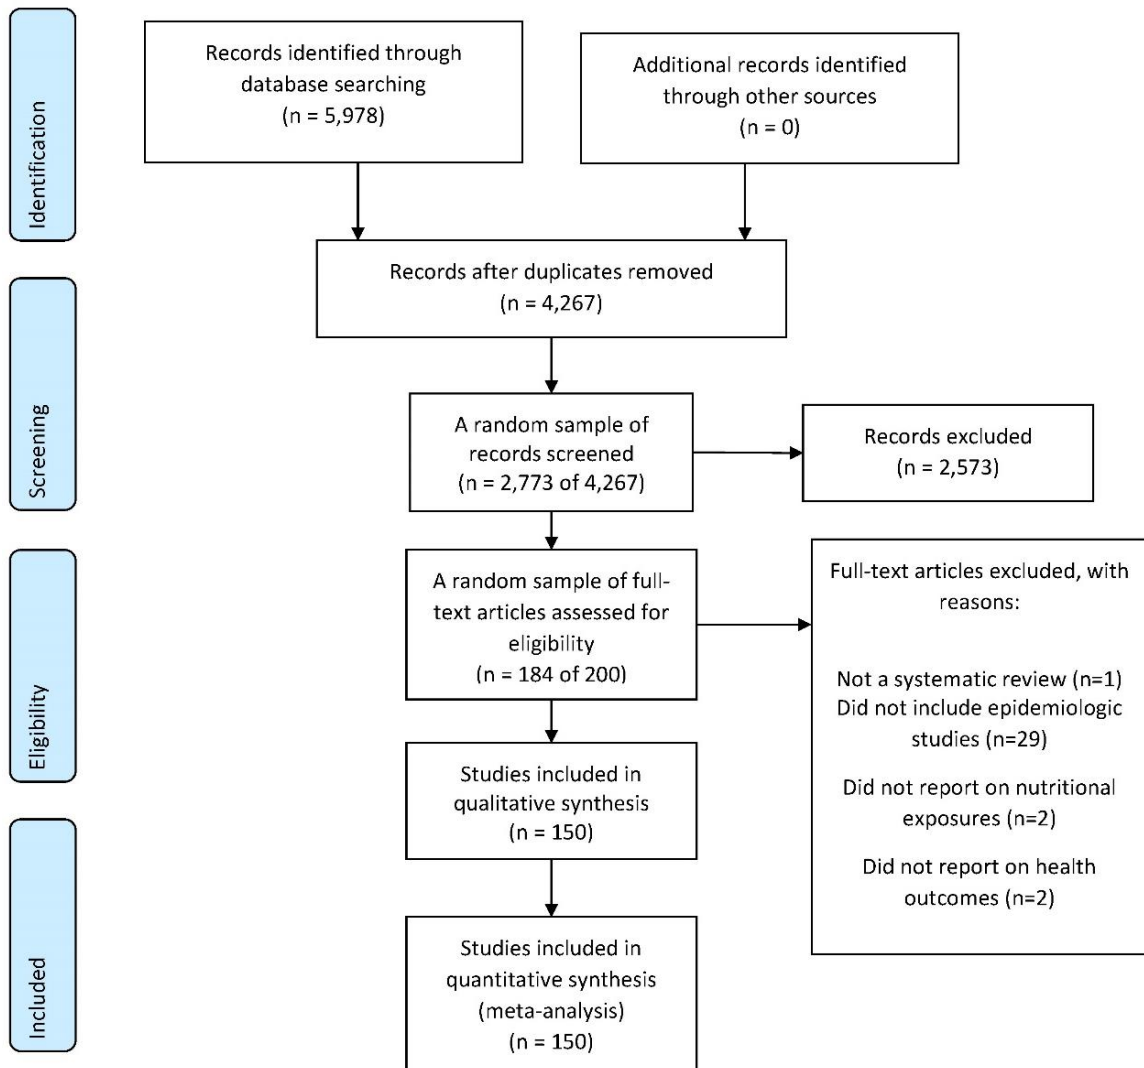 Identification
Records identified through
database searching
(n = 5,978)
Additional records identified
through other sources
(n = 0)
Records after duplicates removed
(n = 4,267)
Screening
A random sample of
records screened
(n = 2,773 of 4,267)
Records excluded
(n = 2,573)
Eligibility
A random sample of full-
text articles assessed for
eligibility
(n = 184 of 200)
Full-text articles excluded, with
reasons:
Not a systematic review (n=1)
Did not include epidemiologic
studies (n=29)
Did not report on nutritional
exposures (n=2)
Did not report on health
outcomes (n=2)
Studies included in
qualitative synthesis
(n = 150)
Included
Studies included in
quantitative synthesis
(meta-analysis)
(n = 150)